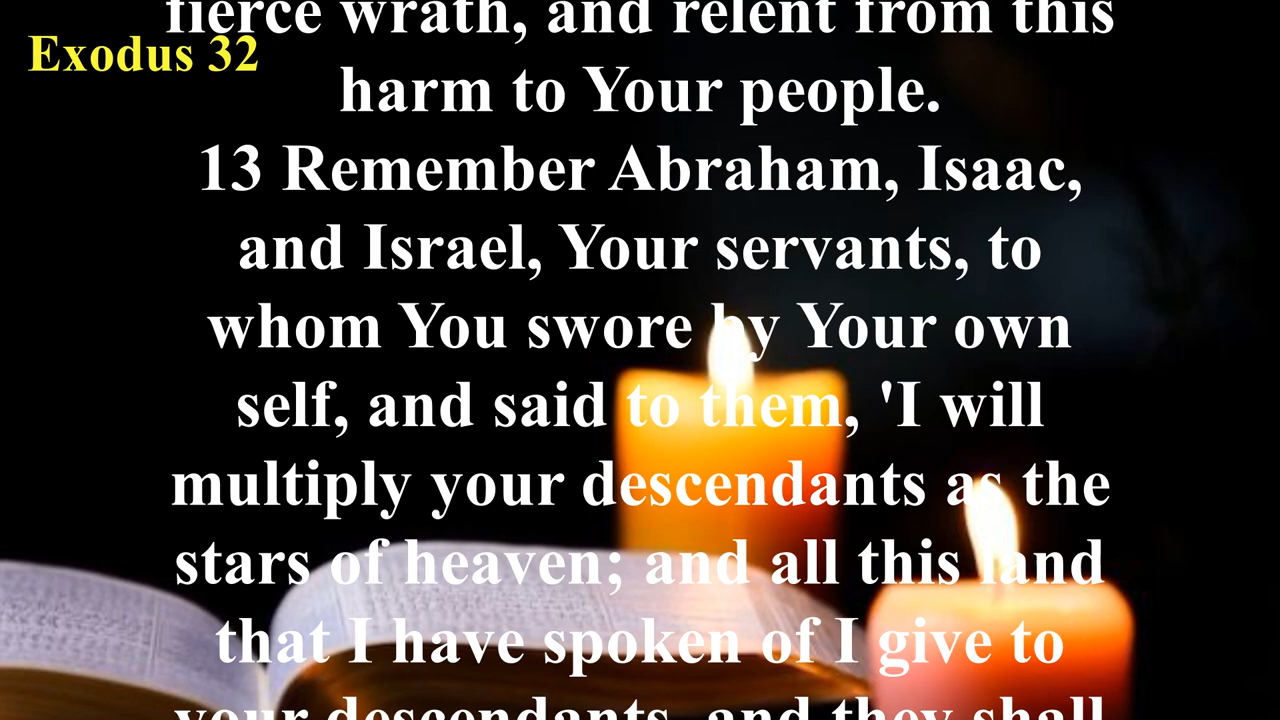 fierce wrath, and relent from this
Exodus 32
harm to Your people.
13 Remember Abraham, Isaac,
and Israel, Your servants, to
whom You swore by Your own
self, and said to them, 'I will
multiply your descendants as the
stars of heaven; and all this land
that I have spoken of I give to
your descendants, and they shall